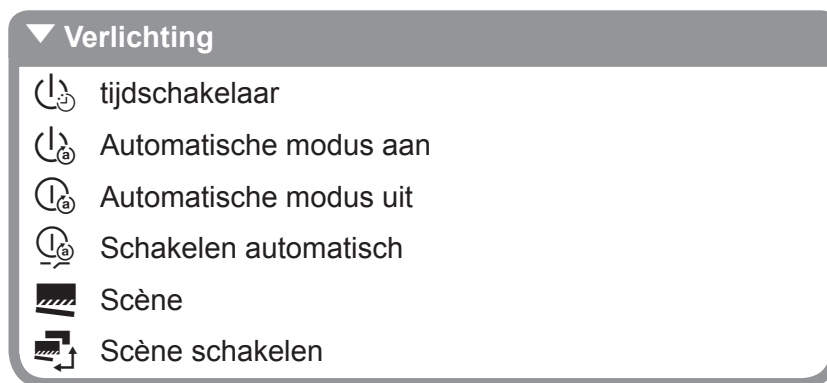 Verlichting
tijdschakelaar
Automatische modus aan
Automatische modus uit
Schakelen automatisch
Scène
Scène schakelen